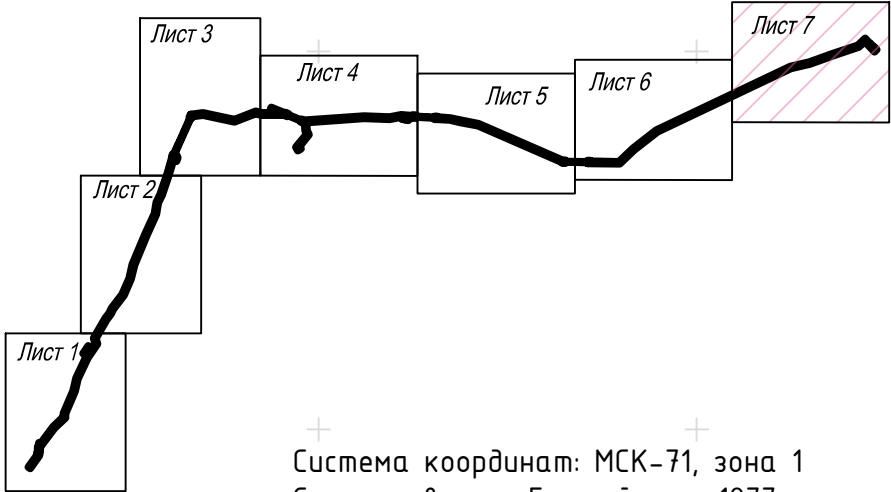 Лист 7
Лист 3
Лист 4
Лист 6
Лист 5
Лист 2
Лист 1
Система координат: МСК-71, зона 1